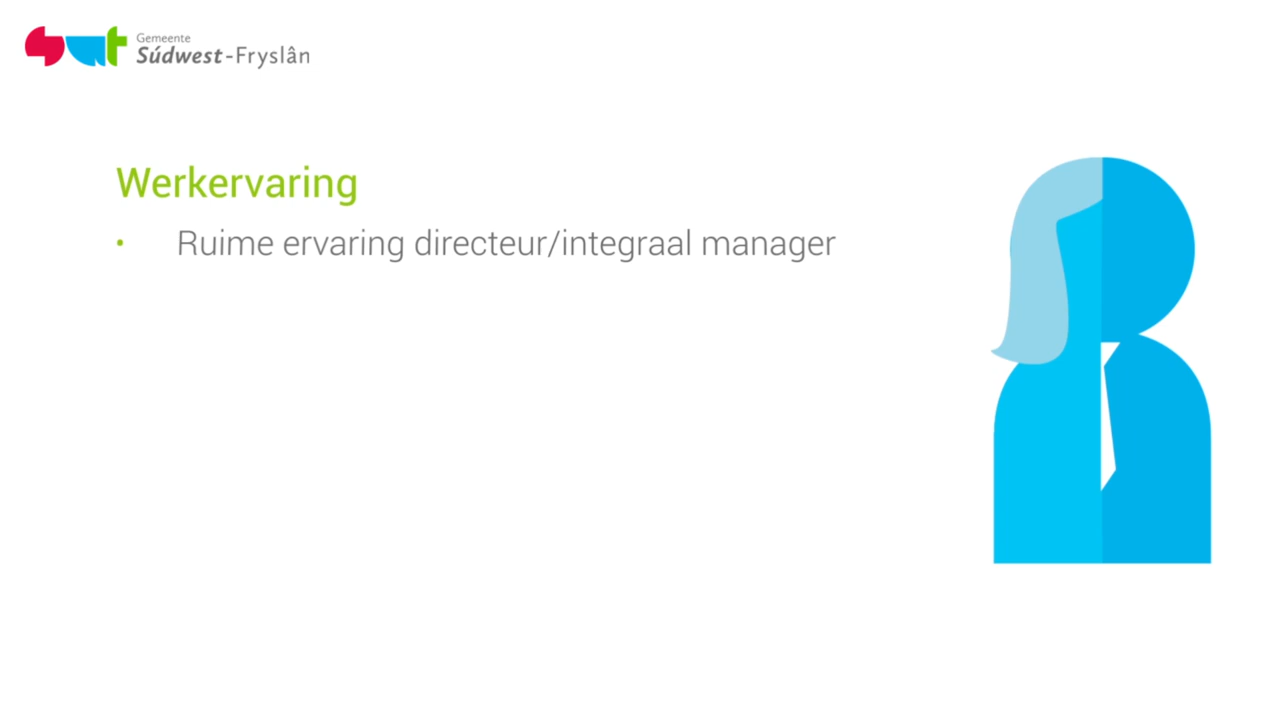 Gemeente
Súdwest-Fryslân
Werkervaring
• Ruime ervaring directeur/integraal manager